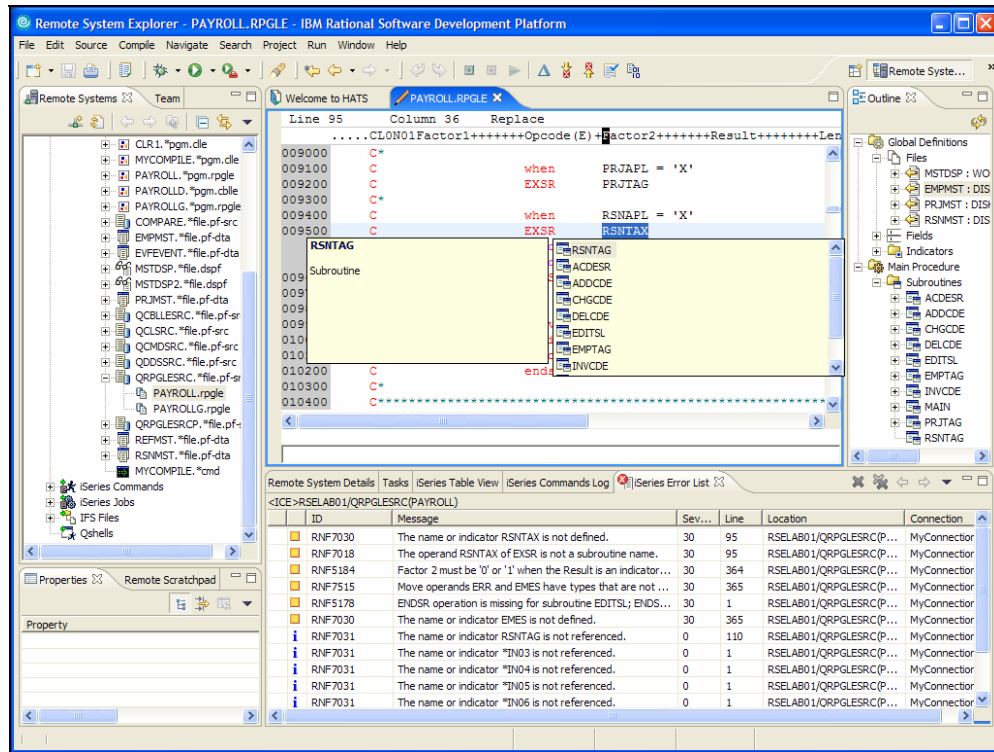 Remote System Explorer - PAYROLL.RPGLE - IBM Rational Software Development Platform
File Edit Source Compile Navigate Search Project Run Window Help
Remote Syste...
Remote Systems Team
CLR1.*pgm.cle
MYCOMPILE.*pgm.cle
PAYROLL.*pgm.rpgle
PAYROLLD.*pgm.cblle
PAYROLLG.*pgm.rpgle
COMPARE.*file.pf-src
EMPMST.*file.pf-dta
EVFEVENT.*file.pf-dta
MSTDSP.*file.dspf
MSTDSP2.*file.dspf
PRJMST.*file.pf-dta
QCBLLESRC.*file.pf-sr
QCLSRC.*file.pf-src
QCMDSRC.*file.pf-src
QDDSSRC.*file.pf-src
QRPGLESRC.*file.pf-sr
PAYROLL.rpgle
PAYROLLG.rpgle
QRPGLESRCP.*file.pf-
REFMST.*file.pf-dta
RSNMST.*file.pf-dta
MYCOMPILE.*cmd
iSeries Commands
iSeries Jobs
IFS Files
Qshells
Properties Remote Scratchpad
Property
Welcome to HATS PAYROLL.RPGLE
Line 95 Column 36 Replace
.....CL0N01Factor1+++++++Opcode(E)+Factor2+++++++Result++++++++Len
009000 C*
009100 C when PRJAPL = 'X'
009200 C EXSR PRJTAG
009300 C*
009400 C when RSNAPL = 'X'
009500 C EXSR RSNTAX
RSNTAG
Subroutine
RSNTAG
ACDESR
ADDCDE
CHGCDE
DELCDE
EDITSL
EMPTAG
INVCDE
010200 C ends
010300 C*
010400 C*********************************************************
Outline
Global Definitions
Files
MSTDSP : WO
EMPMST : DIS
PRJMST : DISK
RSNMST : DIS
Fields
Indicators
Main Procedure
Subroutines
ACDESR
ADDCDE
CHGCDE
DELCDE
EDITSL
EMPTAG
INVCDE
MAIN
PRJTAG
RSNTAG
Remote System Details Tasks iSeries Table View iSeries Commands Log iSeries Error List
<ICE>RSELAB01/QRPGLESRC(PAYROLL)
ID Message Sev... Line Location Connection
RNF7030 The name or indicator RSNTAX is not defined. 30 95 RSELAB01/QRPGLESRC(P... MyConnection
RNF7018 The operand RSNTAX of EXSR is not a subroutine name. 30 95 RSELAB01/QRPGLESRC(P... MyConnection
RNF5184 Factor 2 must be '0' or '1' when the Result is an indicator... 30 364 RSELAB01/QRPGLESRC(P... MyConnection
RNF7515 Move operands ERR and EMES have types that are not ... 30 365 RSELAB01/QRPGLESRC(P... MyConnection
RNF5178 ENDSR operation is missing for subroutine EDITSL; ENDS... 30 1 RSELAB01/QRPGLESRC(P... MyConnection
RNF7030 The name or indicator EMES is not defined. 30 365 RSELAB01/QRPGLESRC(P... MyConnection
RNF7031 The name or indicator RSNTAG is not referenced. 0 110 RSELAB01/QRPGLESRC(P... MyConnection
RNF7031 The name or indicator *IN03 is not referenced. 0 1 RSELAB01/QRPGLESRC(P... MyConnection
RNF7031 The name or indicator *IN04 is not referenced. 0 1 RSELAB01/QRPGLESRC(P... MyConnection
RNF7031 The name or indicator *IN05 is not referenced. 0 1 RSELAB01/QRPGLESRC(P... MyConnection
RNF7031 The name or indicator *IN06 is not referenced. 0 1 RSELAB01/QRPGLESRC(P... MyConnection